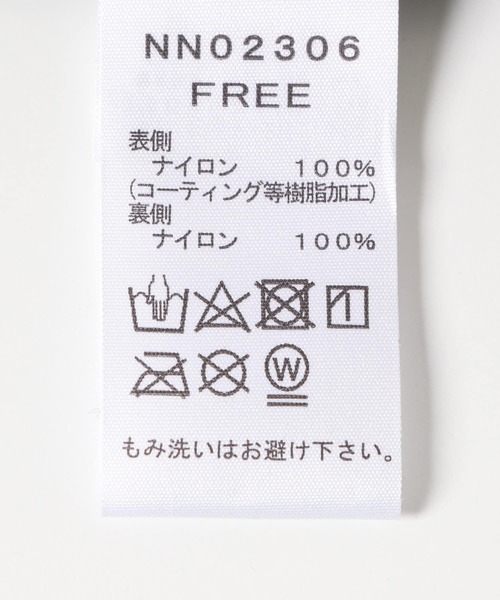 NN02306
FREE
表側
ナイロン 100%
(コーティング等樹脂加工)
裏側
ナイロン 100%
W
もみ洗いはお避け下さい。